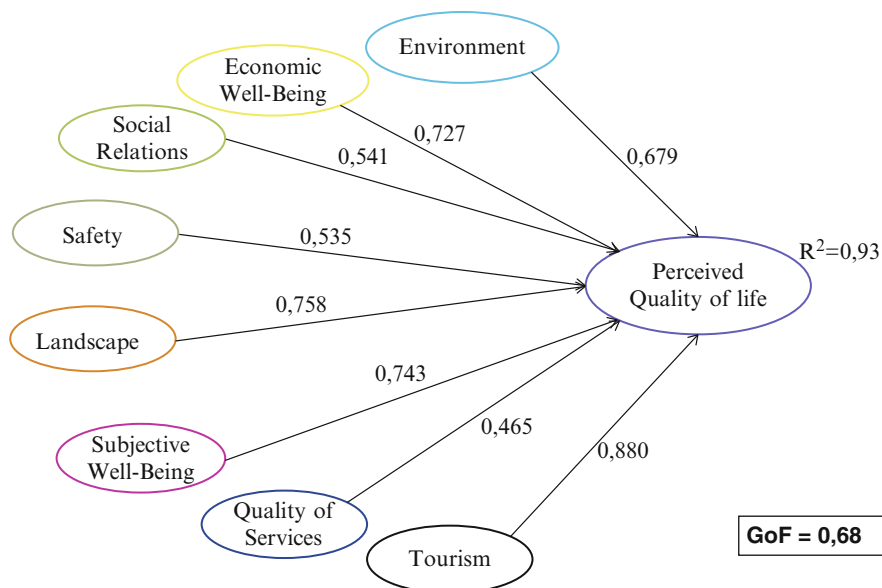 Environment
Economic
Well-Being
Social
Relations
0,727
0,541
0,679
Safety
0,535
R²=0,93
Perceived
Quality of life
Landscape
0,758
0,743
Subjective
Well-Being
0,465
0,880
Quality of
Services
Tourism
GoF = 0,68